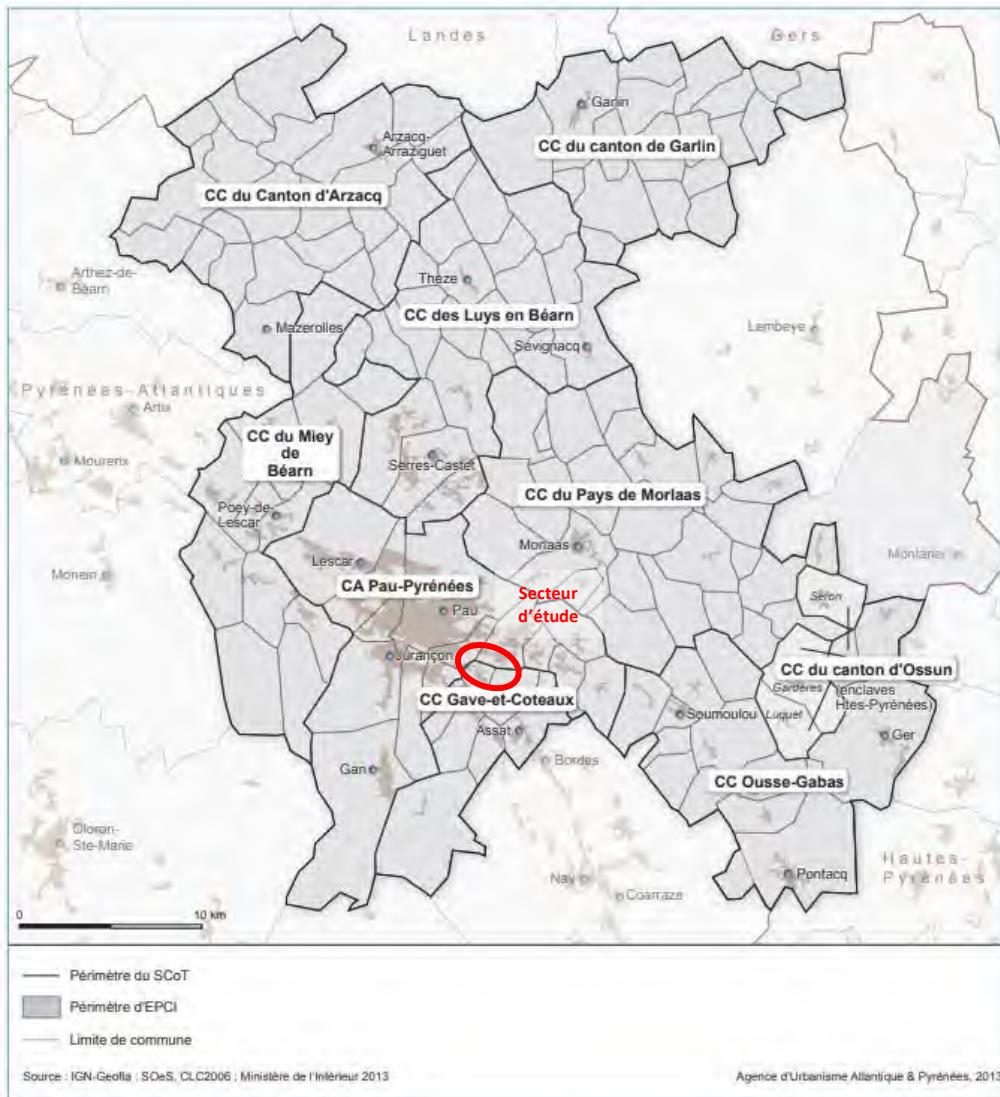 Landes
Gers
Garlin
Arzacq-
Arraziguet
CC du canton de Garlin
CC du Canton d'Arzacq
Arthez-de-
Béarn
Thèze
CC des Luys en Béarn
Mazerolles
Lembeye
Sévignacq
Pyrénées-Atlantiques
Artix
CC du Miey
de
Béarn
Mourenx
Serres-Castet
CC du Pays de Morlaas
Poey-de-
Lescar
Morlaas
Montaner
Lescar
Monein
CA Pau-Pyrénées
Secteur
d'étude
Séron
Pau
Jurançon
CC du canton d'Ossun
Gardères
(enclaves
Htes-Pyrénées)
CC Gave-et-Coteaux
Luquet
Soumoulou
Assat
Ger
Bordes
Gan
CC Ousse-Gabas
Oloron-
Ste-Marie
Hautes-
Pyrénées
Nay
Pontacq
Coarraze
0
10 km
Périmètre du SCoT
Périmètre d'EPCI
Limite de commune
Source : IGN-Geofla ; SOeS, CLC2006 ; Ministère de l'Intérieur 2013
Agence d'Urbanisme Atlantique & Pyrénées, 2013